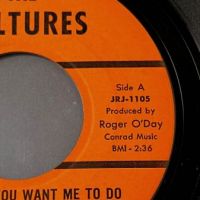 LTURES
Side A
JRJ-1105
Produced by
Roger O'Day
Conrad Music
BMI - 2:36
OU WANT ME TO DO